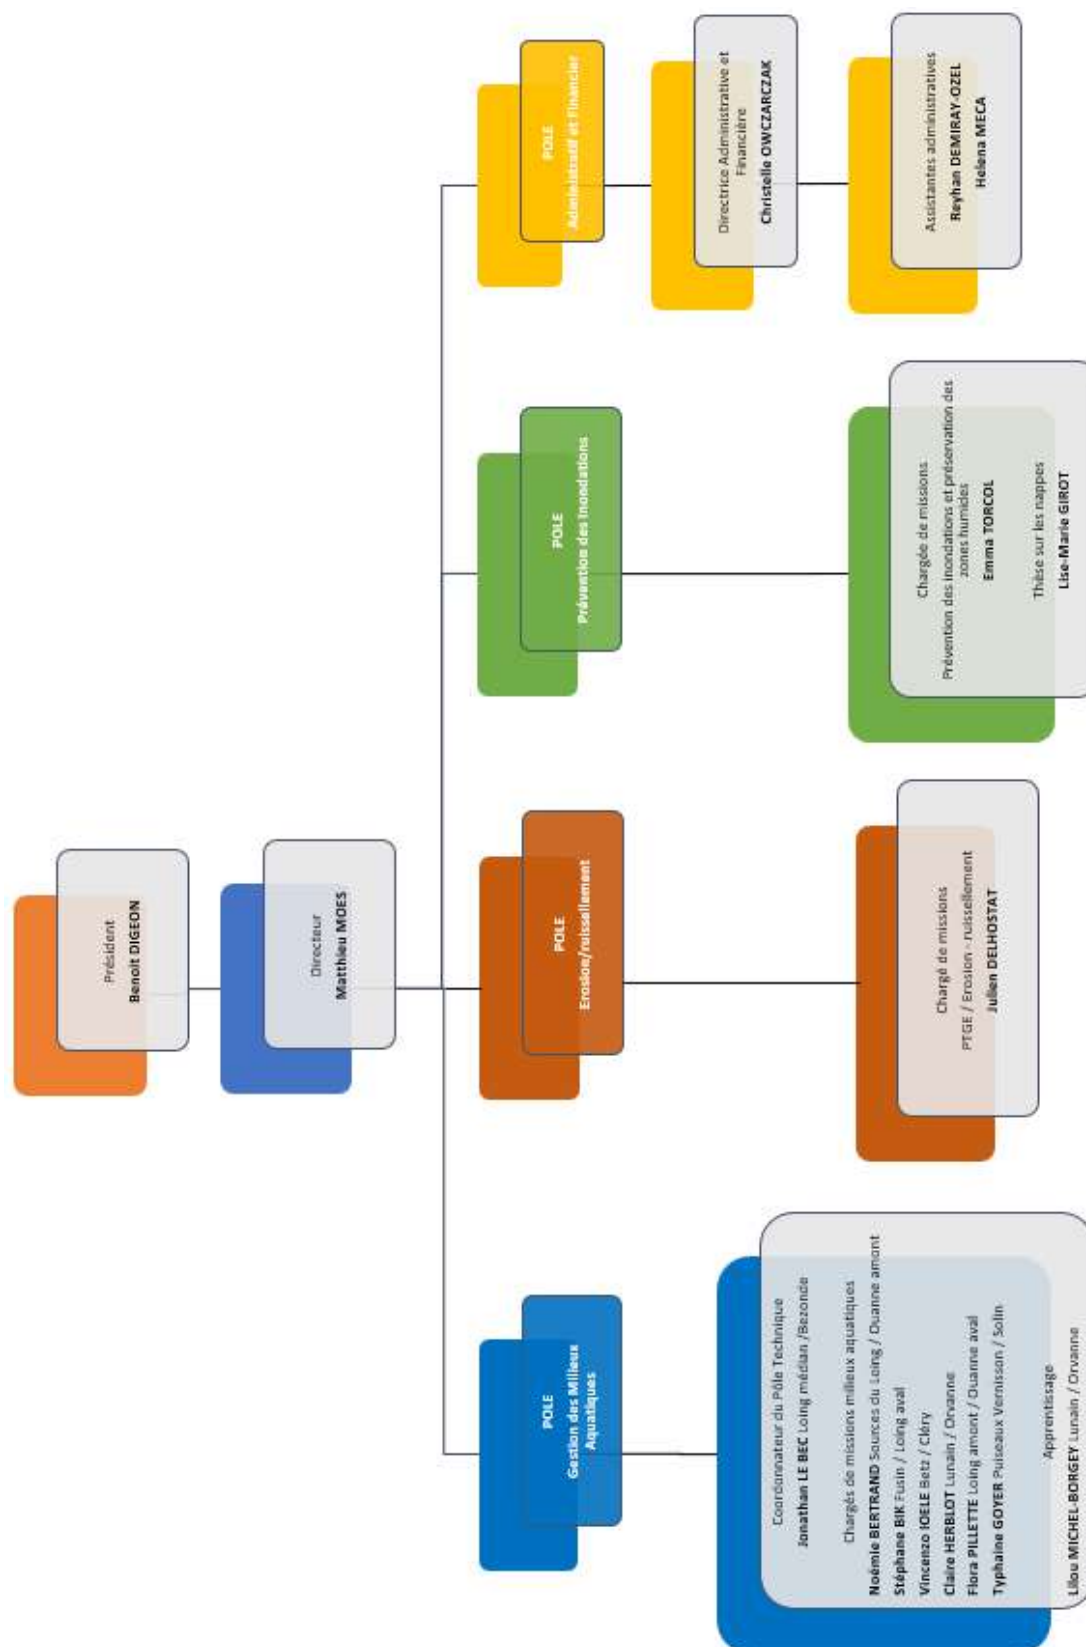 Président
Benoit DIGEON
Directeur
Matthieu MOES
POLE
Gestion des Milieux
Aquatiques
POLE
Erosion/ruissellement
POLE
Prévention des Inondations
POLE
Administratif et Financier
Coordonnateur du Pôle Technique
Jonathan LE BEC Loing médian /Bezonde
Chargés de missions milieux aquatiques
Noémie BERTRAND Sources du Loing / Ouanne amont
Stéphane BIK Fusin / Loing aval
Vincenzo IOELE Betz / Cléry
Claire HERBLOT Lunain / Orvanne
Flora PILLETTE Loing amont / Ouanne aval
Typhaine GOYER Puiseaux Vernisson / Solin
Apprentissage
Lilou MICHEL-BORGEY Lunain / Orvanne
Chargé de missions
PTGE / Erosion - ruissellement
Julien DELHOSTAT
Chargée de missions
Prévention des inondations et préservation des
zones humides
Emma TORCOL
Thèse sur les nappes
Lise-Marie GIROT
Directrice Administrative et
Financière
Christelle OWCZARCZAK
Assistantes administratives
Reyhan DEMIRAY-OZEL
Helena MECA